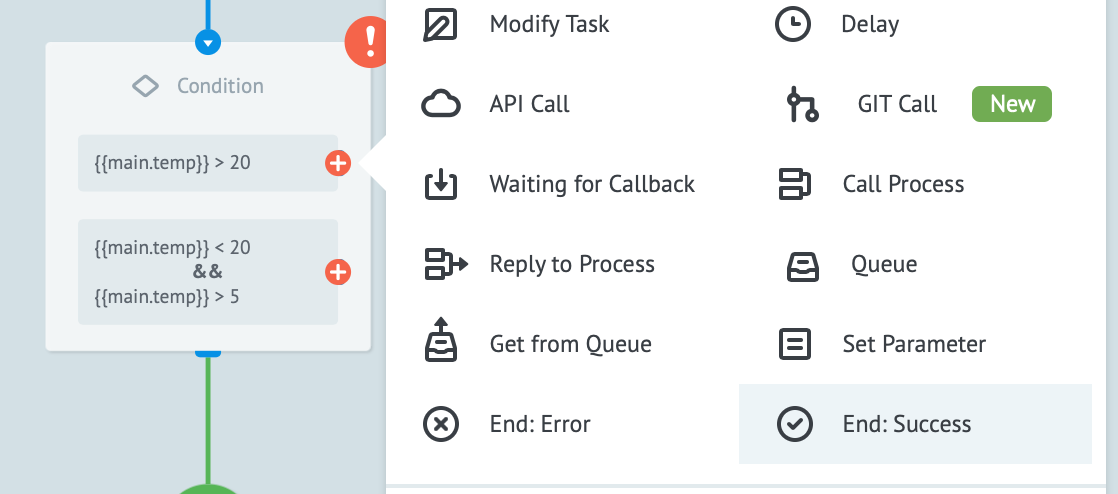 Condition
{{main.temp}} > 20
{{main.temp}} < 20
&&
{{main.temp}} > 5
Modify Task
Delay
API Call
GIT Call
New
Waiting for Callback
Call Process
Reply to Process
Queue
Get from Queue
Set Parameter
End: Error
End: Success